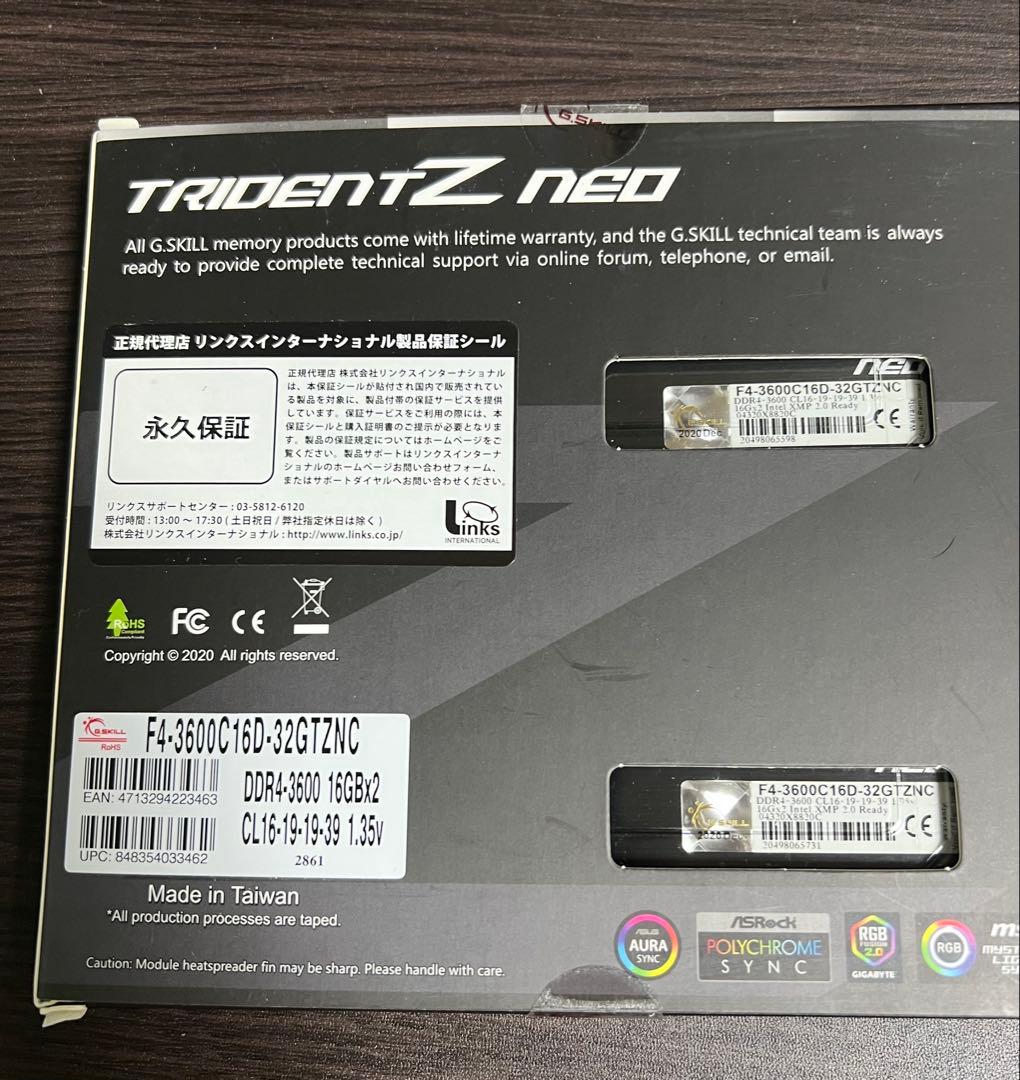 G.SKILL
TRIDENT Z NEO
All G.SKILL memory products come with lifetime warranty, and the G.SKILL technical team is always
ready to provide complete technical support via online forum, telephone, or email.
正規代理店 リンクスインターナショナル製品保証シール
永久保証
正規代理店 株式会社リンクスインターナショナル
は、本保証シールが貼付され国内で販売されてい
る製品を対象に、製品付帯の保証サービスを提供
しています。保証サービスをご利用の際には、本
保証シールと購入証明書のご提示が必要となりま
す。製品の保証規定についてはホームページをご
覧ください。製品サポートはリンクスインターナ
ショナルのホームページお問い合わせフォーム、
またはサポートダイヤルへお問い合わせください。
リンクスサポートセンター : 03-5812-6120
受付時間 : 13:00 〜 17:30 ( 土日祝日 / 弊社指定休日は除く )
株式会社リンクスインターナショナル : http://www.links.co.jp/
Links
INTERNATIONAL
NEO
F4-3600C16D-32GTZNC
DDR4-3600 CL16-19-19-39 1.35v
16Gx2 Intel XMP 2.0 Ready
04320X8820C
G.SKILL
2020 Dec
20498065598
CE
Warranty
RoHS
Compliant
FC CE
Copyright © 2020 All rights reserved.
G.SKILL
RoHS
F4-3600C16D-32GTZNC
DDR4-3600 16GBx2
CL16-19-19-39 1.35v
EAN: 4713294223463
UPC: 848354033462
2861
F4-3600C16D-32GTZNC
DDR4-3600 CL16-19-19-39 1.35v
16Gx2 Intel XMP 2.0 Ready
04320X8820C
G.SKILL
2020 Dec
20498065731
CE
Made in Taiwan
*All production processes are taped.
Caution: Module heatspreader fin may be sharp. Please handle with care.
ASUS
AURA
SYNC
ASRock
POLYCHROME
SYNC
RGB
FUSION
2.0
GIGABYTE
RGB